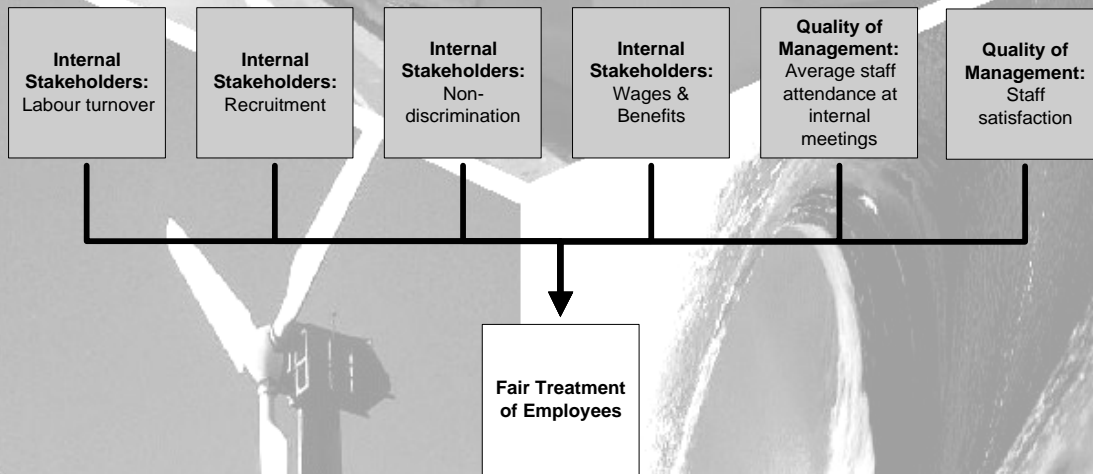 Internal
Stakeholders:
Labour turnover
Internal
Stakeholders:
Recruitment
Internal
Stakeholders:
Non-
discrimination
Internal
Stakeholders:
Wages &
Benefits
Quality of
Management:
Average staff
attendance at
internal
meetings
Quality of
Management:
Staff
satisfaction
Fair Treatment
of Employees